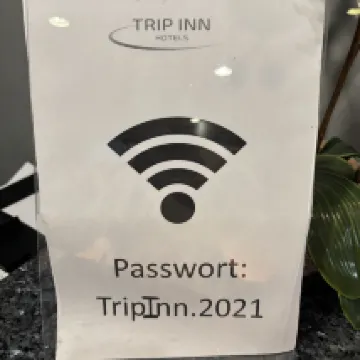 TRIP INN
HOTELS
Passwort:
TripInn.2021